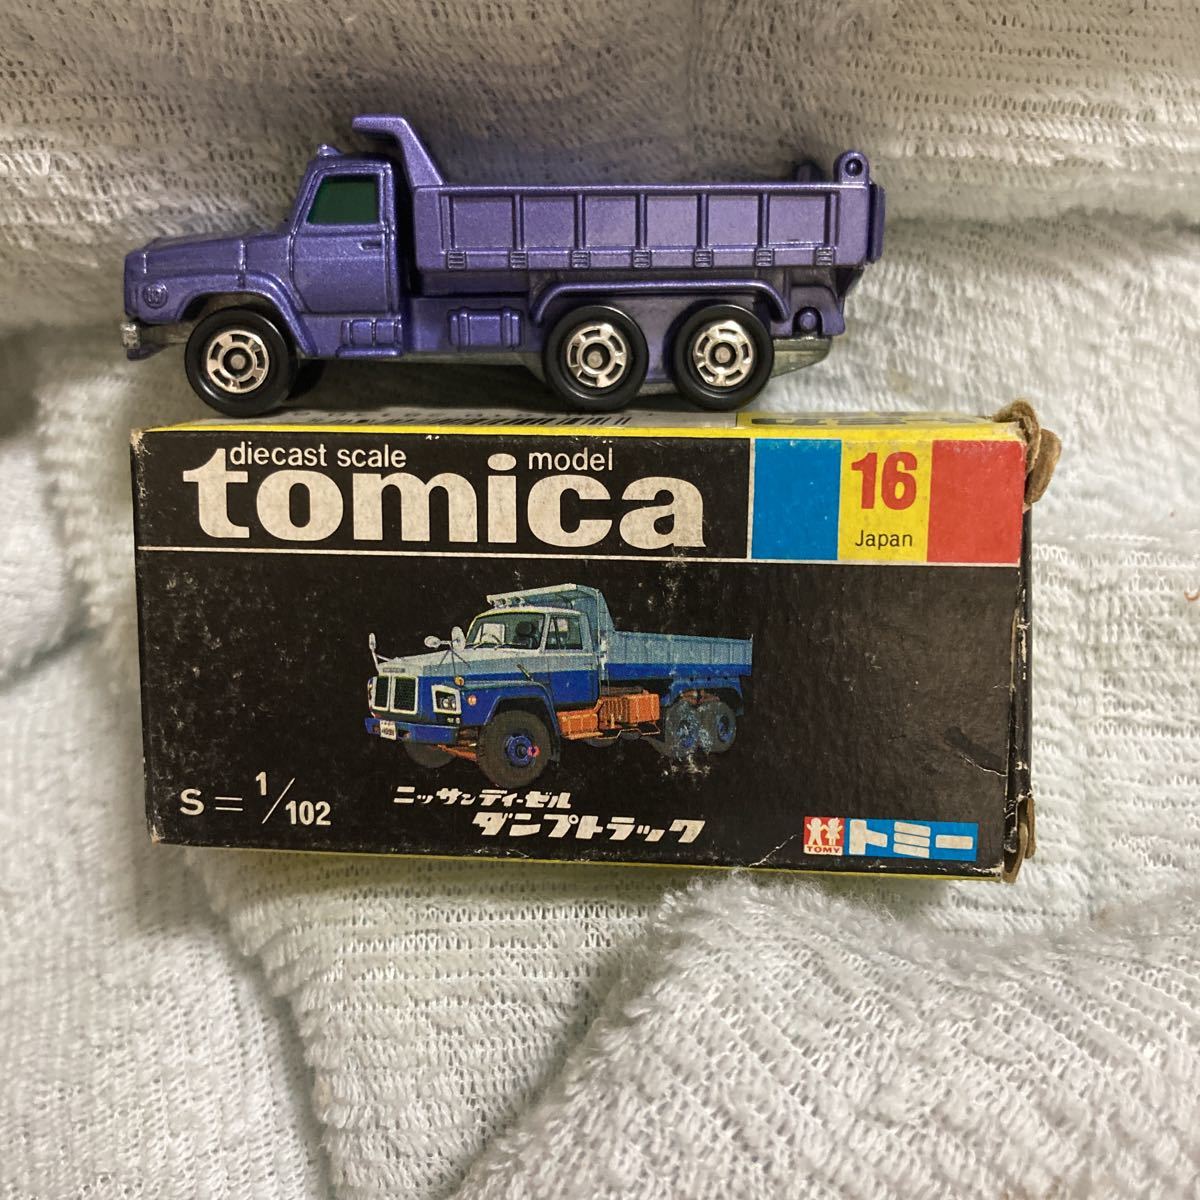 diecast scale model
tomica
16
Japan
S = 1/102
ニッサンディーゼル
ダンプトラック
TOMY
トミー